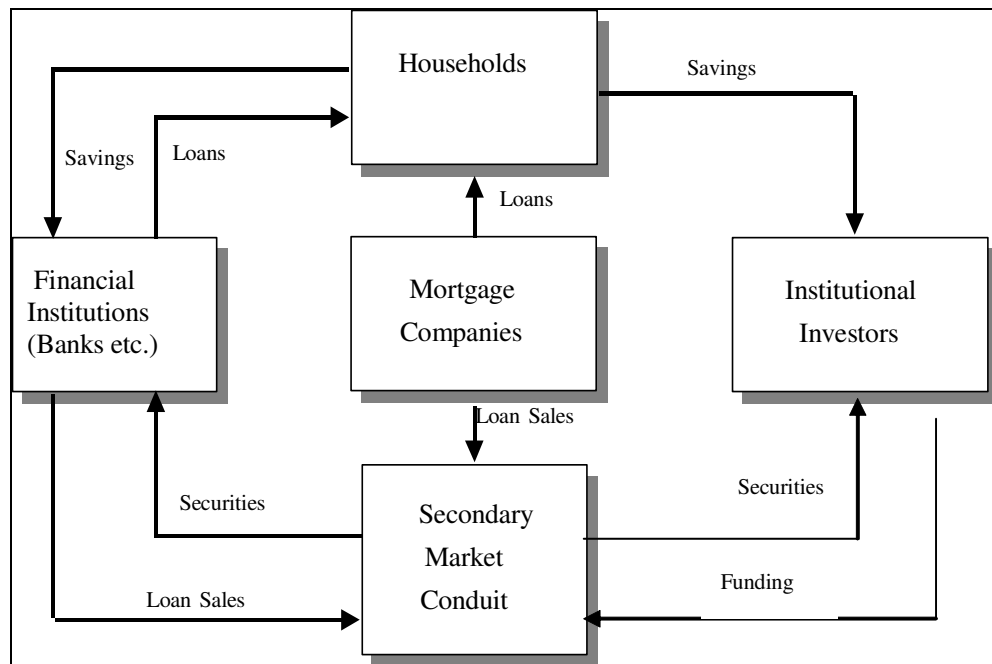 Households
Savings
Savings
Loans
Loans
Financial
Institutions
(Banks etc.)
Mortgage
Companies
Institutional
Investors
Loan Sales
Securities
Secondary
Market
Conduit
Securities
Funding
Loan Sales